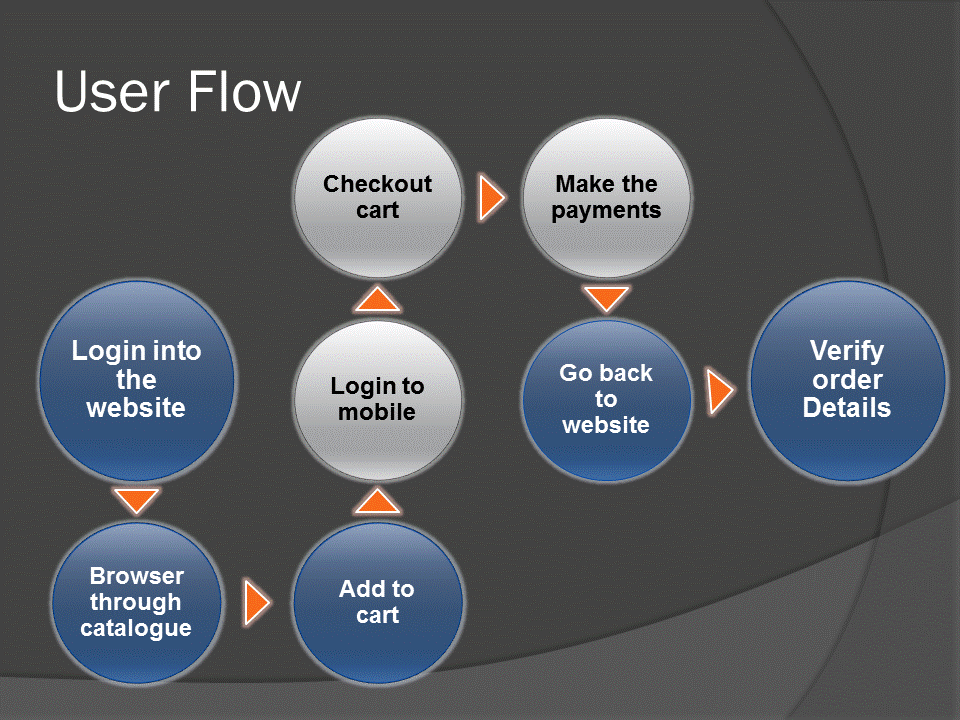 User Flow
Login into
the
website
Browser
through
catalogue
Add to
cart
Login to
mobile
Checkout
cart
Make the
payments
Go back
to
website
Verify
order
Details